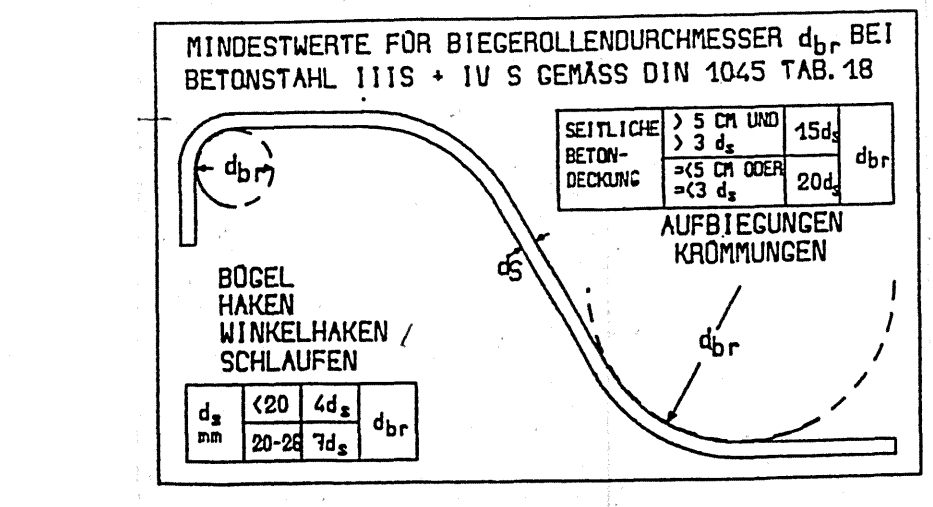 MINDESTWERTE FÜR BIEGEROLLENDURCHMESSER dbr BEI
BETONSTAHL IIIS + IV S GEMÄSS DIN 1045 TAB. 18
SEITLICHE BETON- DECKUNG
> 5 CM UND > 3 ds
15ds
=<5 CM ODER =<3 ds
20ds
dbr
AUFBIEGUNGEN
KRÜMMUNGEN
dbr
dS
dbr
BÜGEL
HAKEN
WINKELHAKEN
SCHLAUFEN
ds mm
<20
4ds
20-28
7ds
dbr